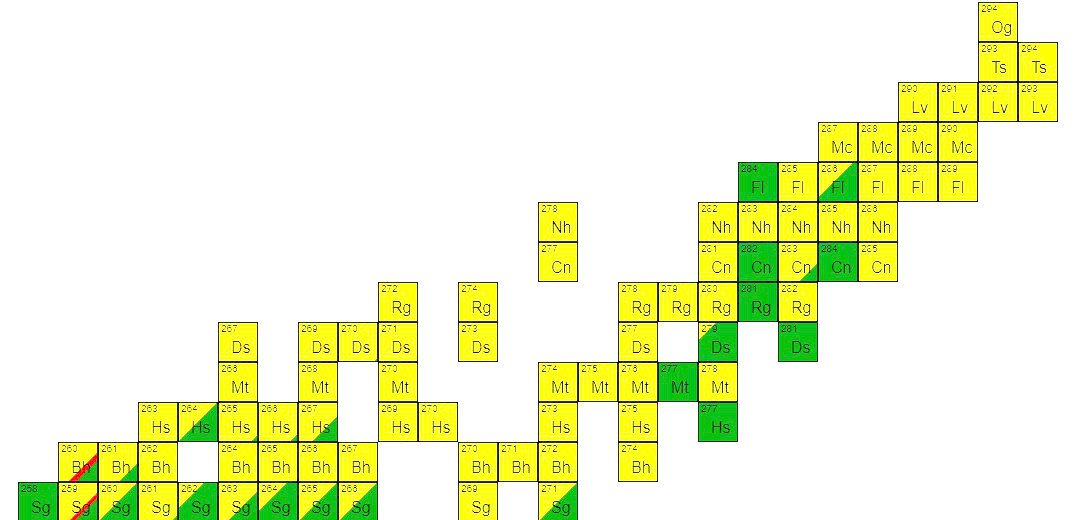 294 Og
293 Ts 294 Ts
290 Lv 291 Lv 292 Lv 293 Lv
287 Mc 288 Mc 289 Mc 290 Mc
284 Fl 285 Fl 286 Fl 287 Fl 288 Fl 289 Fl
278 Nh 282 Nh 283 Nh 284 Nh 285 Nh 286 Nh
277 Cn 281 Cn 282 Cn 283 Cn 284 Cn 285 Cn
272 Rg 274 Rg 278 Rg 279 Rg 280 Rg 281 Rg 282 Rg
267 Ds 269 Ds 270 Ds 271 Ds 273 Ds 277 Ds 279 Ds 281 Ds
266 Mt 268 Mt 270 Mt 274 Mt 275 Mt 276 Mt 277 Mt 278 Mt
263 Hs 264 Hs 265 Hs 266 Hs 267 Hs 269 Hs 270 Hs 273 Hs 275 Hs 277 Hs
260 Bh 261 Bh 262 Bh 264 Bh 265 Bh 266 Bh 267 Bh 270 Bh 271 Bh 272 Bh 274 Bh
258 Sg 259 Sg 260 Sg 261 Sg 262 Sg 263 Sg 264 Sg 265 Sg 266 Sg 269 Sg 271 Sg